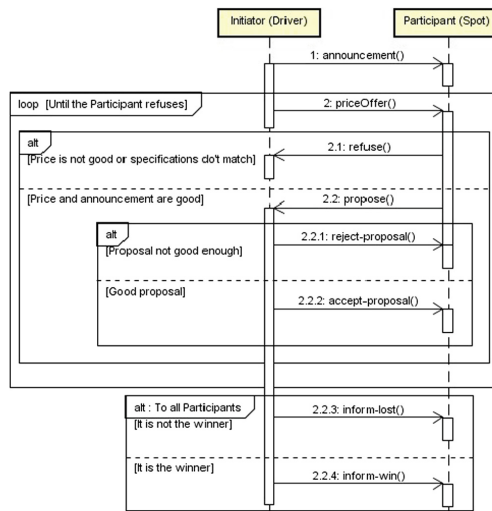 Initiator (Driver)
Participant (Spot)
1: announcement()
loop [Until the Participant refuses]
2: priceOffer()
alt
2.1: refuse()
[Price is not good or specifications do't match]
[Price and announcement are good]
2.2: propose()
alt
2.2.1: reject-proposal()
[Proposal not good enough]
[Good proposal]
2.2.2: accept-proposal()
alt : To all Participants
2.2.3: inform-lost()
[It is not the winner]
[It is the winner]
2.2.4: inform-win()